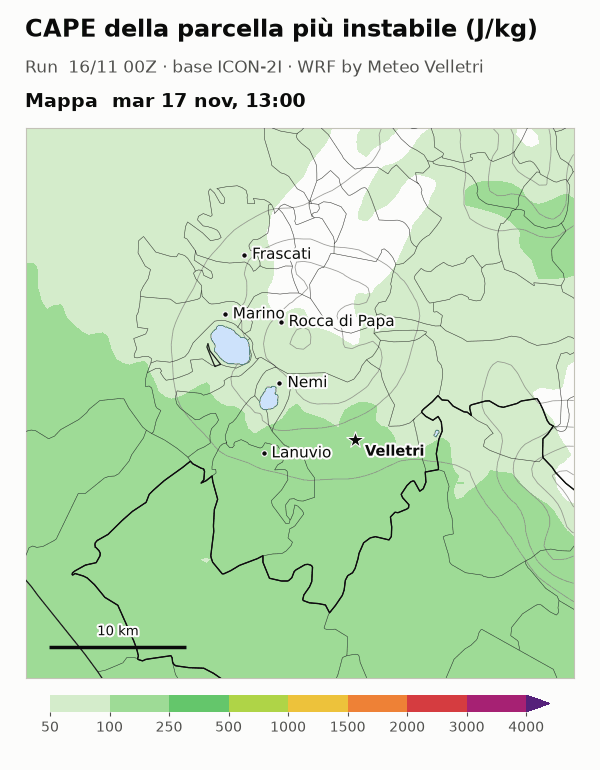 CAPE della parcella più instabile (J/kg)
Run  16/11 00Z · base ICON-2I · WRF by Meteo Velletri
Mappa  mar 17 nov, 13:00
Frascati
Marino
Rocca di Papa
Nemi
Velletri
Lanuvio
10 km
50 100 250 500 1000 1500 2000 3000 4000